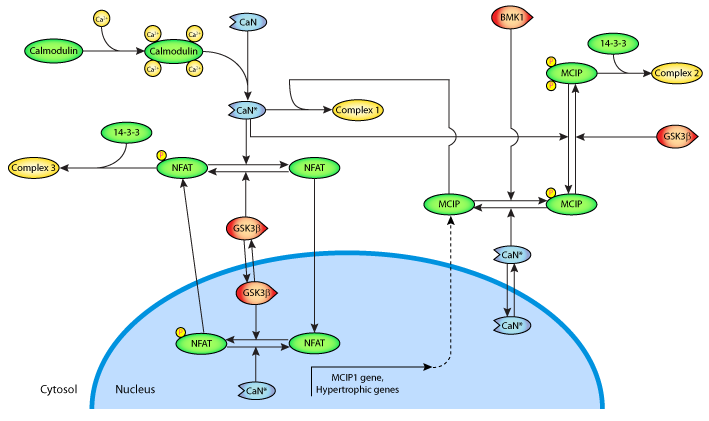 Ca²⁺
CaN
BMK1
Calmodulin
Ca²⁺
Ca²⁺
Calmodulin
Ca²⁺
Ca²⁺
14-3-3
P
MCIP
P
Complex 2
CaN*
Complex 1
14-3-3
GSK3β
Complex 3
P
NFAT
NFAT
MCIP
P
MCIP
GSK3β
CaN*
GSK3β
CaN*
P
NFAT
NFAT
CaN*
MCIP1 gene,
Hypertrophic genes
Cytosol
Nucleus